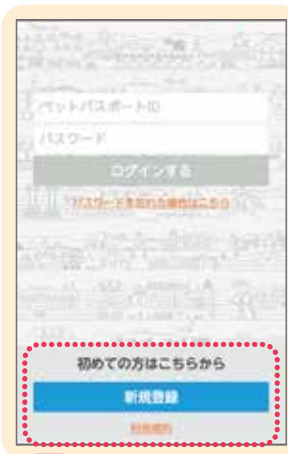 ペットパスポートID
パスワード
ログインする
パスワードを忘れた場合はこちら
初めての方はこちらから
新規登録
利用規約